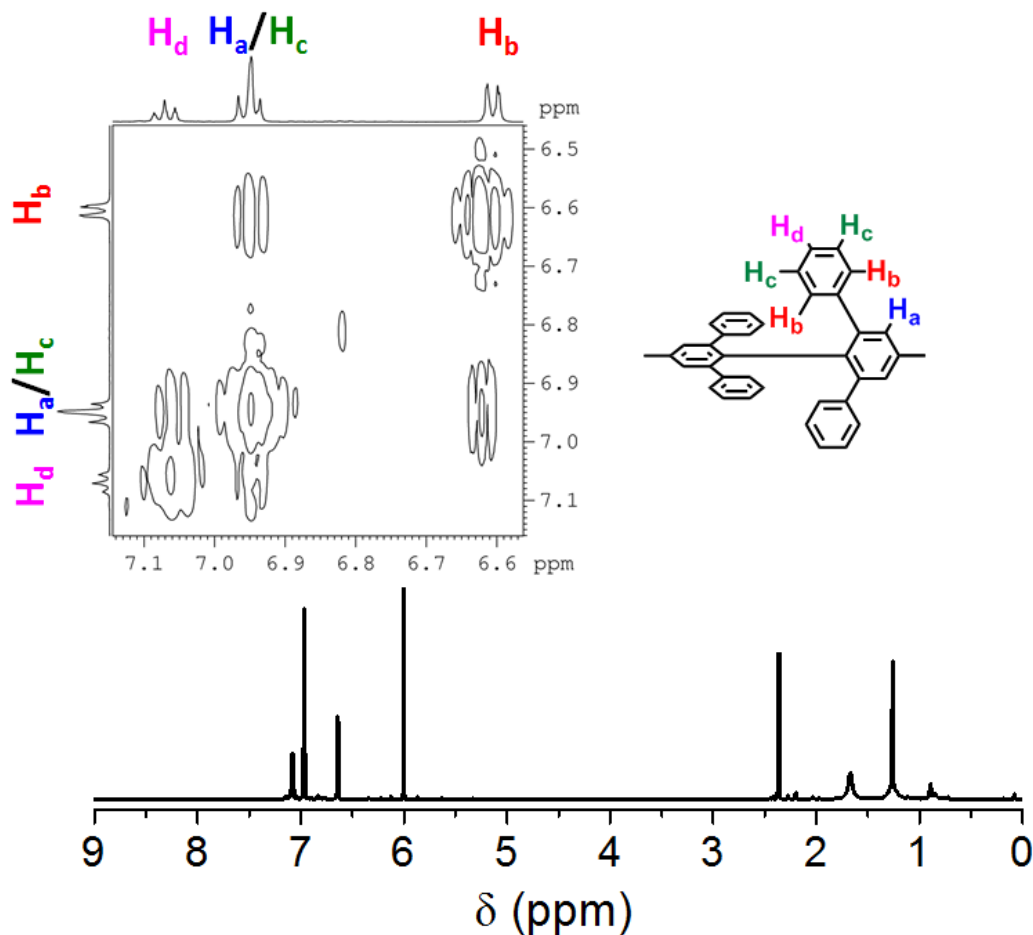 Hd Ha/Hc Hb
ppm
6.5
6.6
6.7
6.8
6.9
7.0
7.1
7.1 7.0 6.9 6.8 6.7 6.6 ppm
Hb
Ha/Hc
Hd
Hd Hc
Hc Hb
Hb Ha
9 8 7 6 5 4 3 2 1 0
δ (ppm)